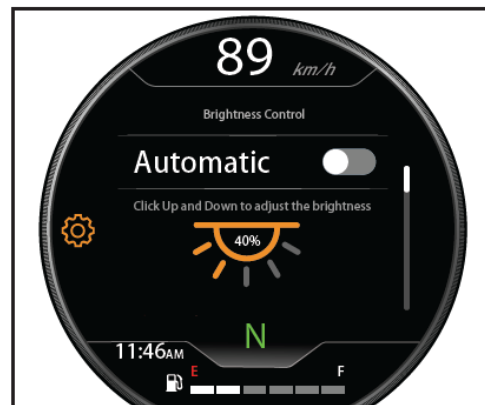 89 km/h
Brightness Control
Automatic
Click Up and Down to adjust the brightness
40%
N
11:46AM
E F